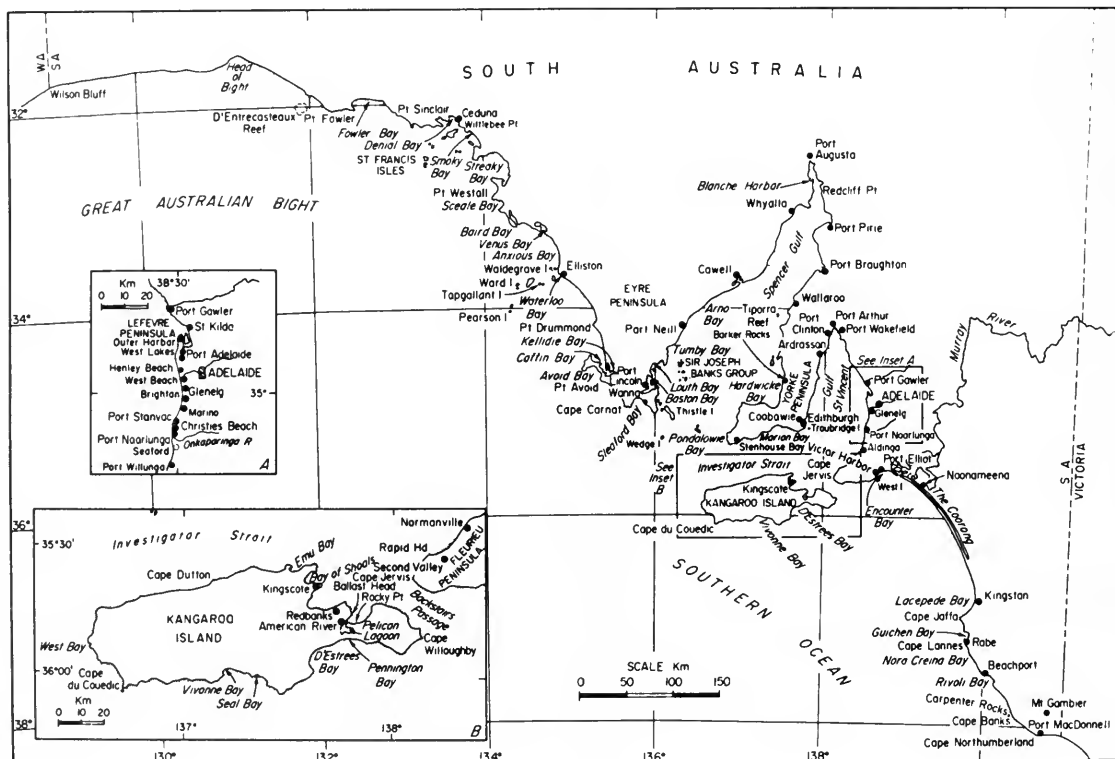 SOUTH AUSTRALIA
WA
SA
Wilson Bluff
Head of Bight
32°
D'Entrecasteaux Reef
Pt Fowler
Fowler Bay
Pt Sinclair
Denial Bay
Ceduna
Wittlebee Pt
ST FRANCIS ISLES
Smoky Bay
Streaky Bay
Pt Westall
Sceale Bay
GREAT AUSTRALIAN BIGHT
Baird Bay
Venus Bay
Anxious Bay
Waldegrave I
Ward I
Tapgallant I
Pearson I
Elliston
Waterloo Bay
Pt Drummond
Kellidie Bay
Coffin Bay
Avoid Bay
Pt Avoid
Port Lincoln
Wanna
Cape Carnat
Sleaford Bay
Wedge I
EYRE PENINSULA
Port Augusta
Blanche Harbor
Redcliff Pt
Whyalla
Port Pirie
Spencer Gulf
Cawell
Port Braughton
Arno Bay
Wallaroo
Tiporra Reef
Port Neill
Barker Rocks
Tumby Bay
SIR JOSEPH BANKS GROUP
Louth Bay
Boston Bay
Thistle I
Hardwicke Bay
YORKE PENINSULA
Port Clinton
Port Arthur
Port Wakefield
Ardrossan
Gulf St Vincent
See Inset A
Port Gawler
ADELAIDE
Glenelg
Port Noarlunga
Aldinga
Coobawie
Edithburgh
Troubridge I
Marion Bay
Pondalowie Bay
Stenhouse Bay
Victor Harbor
Port Elliot
Murray River
Noonameena
The Coorong
SA
VICTORIA
See Inset B
Investigator Strait
Cape Jervis
Kingscote
KANGAROO ISLAND
West I
Encounter Bay
D'Estrees Bay
Vivonne Bay
Cape du Couedic
SOUTHERN OCEAN
Lacepede Bay
Kingston
Cape Jaffa
Guichen Bay
Cape Lannes
Rabe
Nora Creina Bay
Beachport
Rivoli Bay
Carpenter Rocks
Cape Banks
Mt Gambier
Port MacDonnell
Cape Northumberland
SCALE Km
0 50 100 150
34°
36°
38°
130°
132°
134°
136°
138°
Km
0 10 20
138°30'
Port Gawler
St Kilda
LEFEVRE PENINSULA
Outer Harbor
West Lakes
Port Adelaide
Henley Beach
ADELAIDE
West Beach
35°
Brighton
Glenelg
Marino
Port Stanvac
Christies Beach
Port Noarlunga
Onkaparinga R
Seaford
Port Willunga
A
35°30'
Investigator Strait
Normanville
Rapid Hd
FLEURIEU PENINSULA
Second Valley
Cape Jervis
Emu Bay
Bay of Shoals
Cape Dutton
Kingscote
Ballast Head
Rocky Pt
Backstairs Passage
Redbanks
American River
KANGAROO ISLAND
Pelican Lagoon
Cape Willoughby
West Bay
D'Estrees Bay
Pennington Bay
36°00'
Cape du Couedic
Vivonne Bay
Seal Bay
Km
0 10 20
137°
138°
B